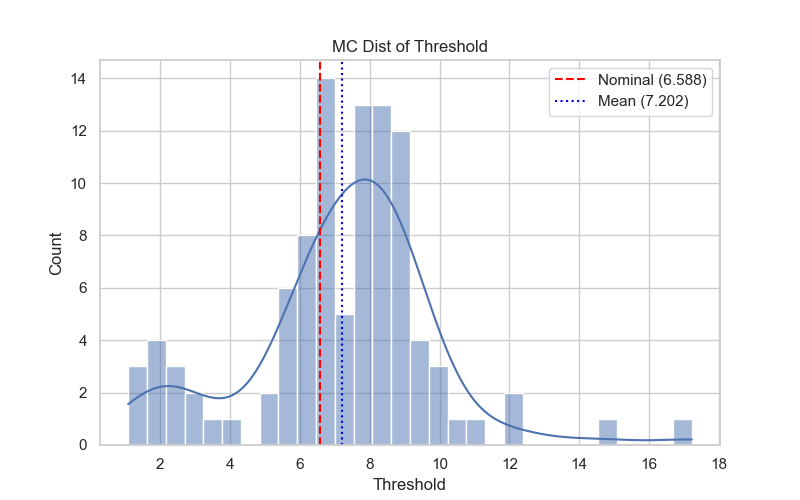 MC Dist of Threshold
Nominal (6.588)
Mean (7.202)
14
12
10
8
6
4
2
0
Count
2 4 6 8 10 12 14 16 18
Threshold